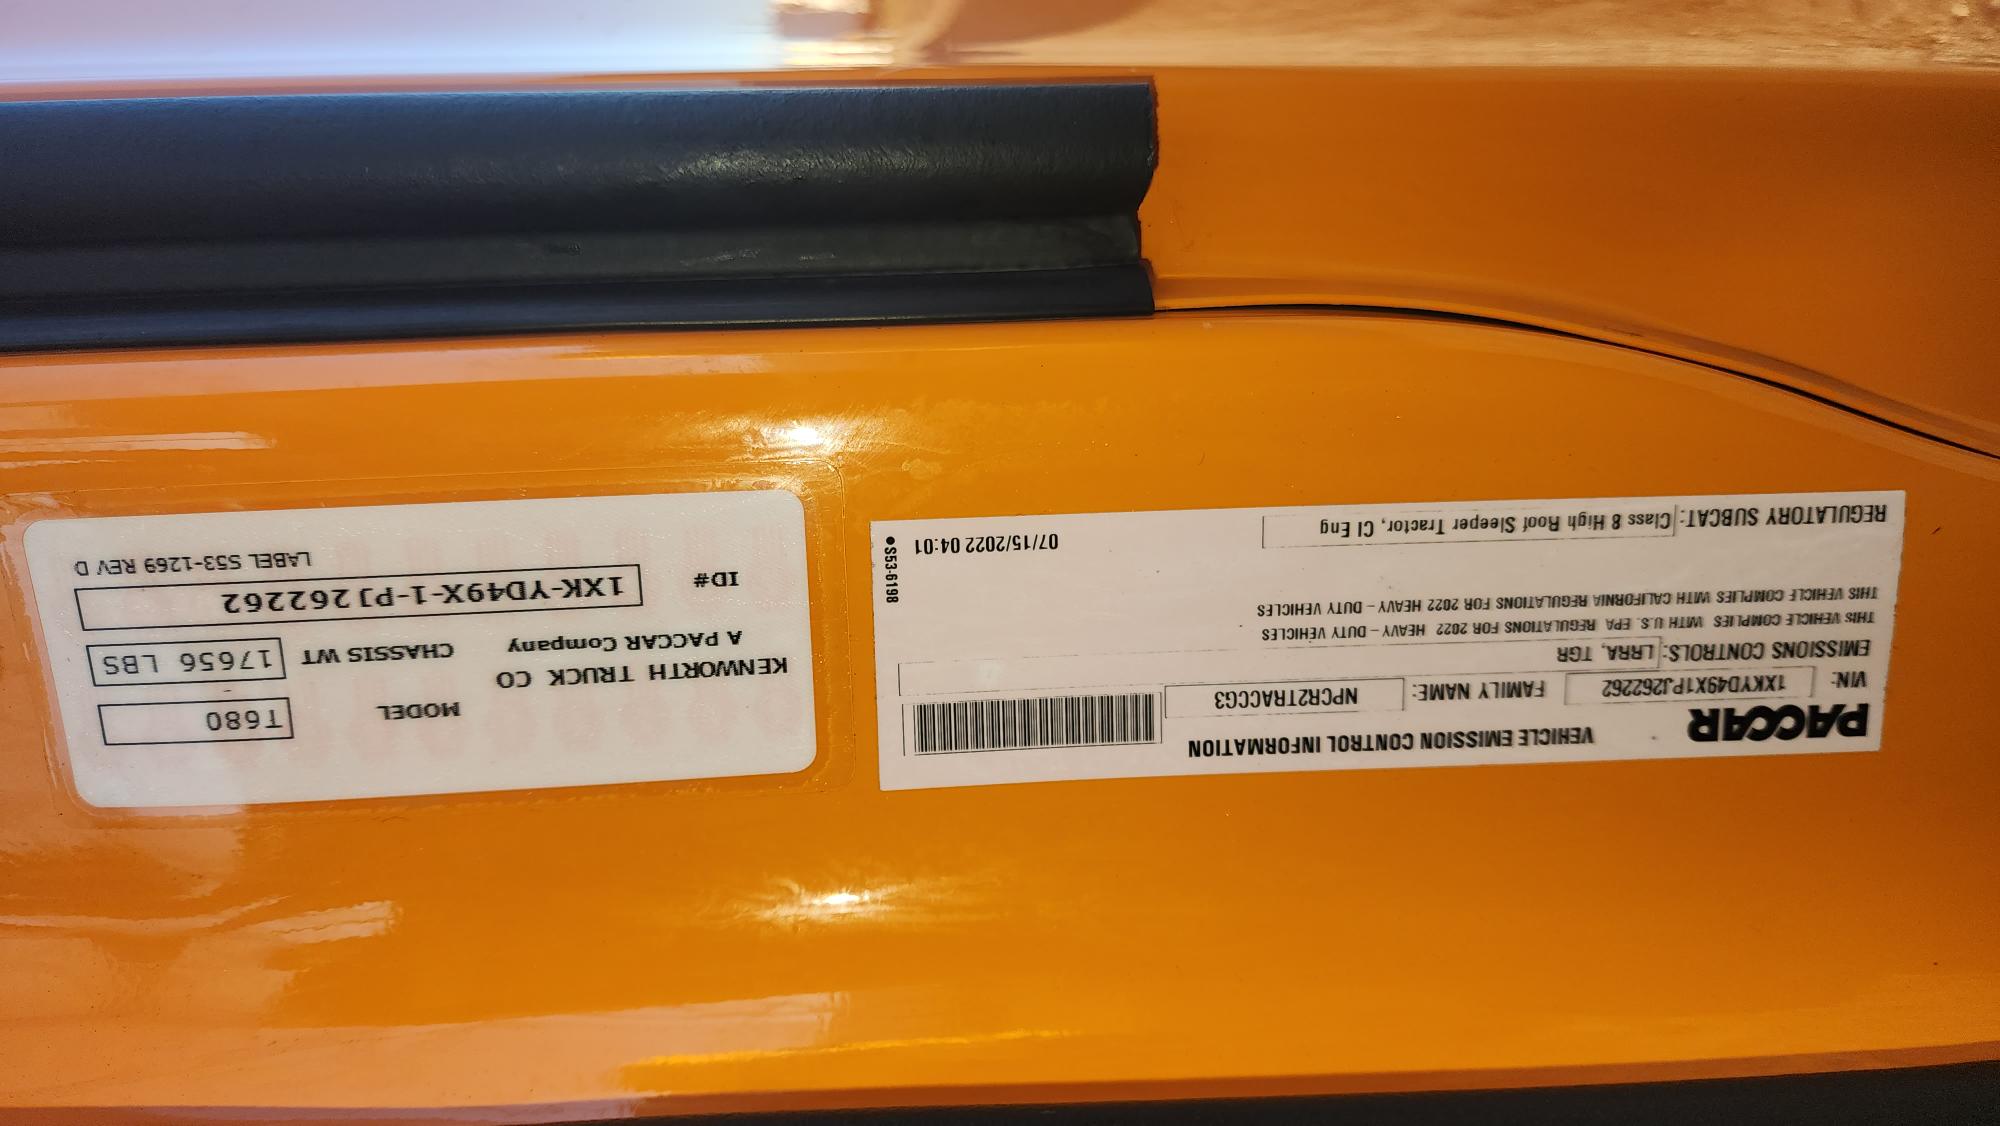 PACCAR VEHICLE EMISSION CONTROL INFORMATION
VIN: 1XKYD49X1PJ262262 FAMILY NAME: NPCR2TRACCG3
EMISSIONS CONTROLS: LRRA, TGR
THIS VEHICLE COMPLIES WITH U.S. EPA REGULATIONS FOR 2022 HEAVY - DUTY VEHICLES
THIS VEHICLE COMPLIES WITH CALIFORNIA REGULATIONS FOR 2022 HEAVY - DUTY VEHICLES
REGULATORY SUBCAT: Class 8 High Roof Sleeper Tractor, CI Eng
07/15/2022 04:01
●S53-6198
MODEL T680
KENWORTH TRUCK CO
A PACCAR Company
CHASSIS WT 17656 LBS
ID# 1XK-YD49X-1-PJ262262
LABEL S53-1269 REV D